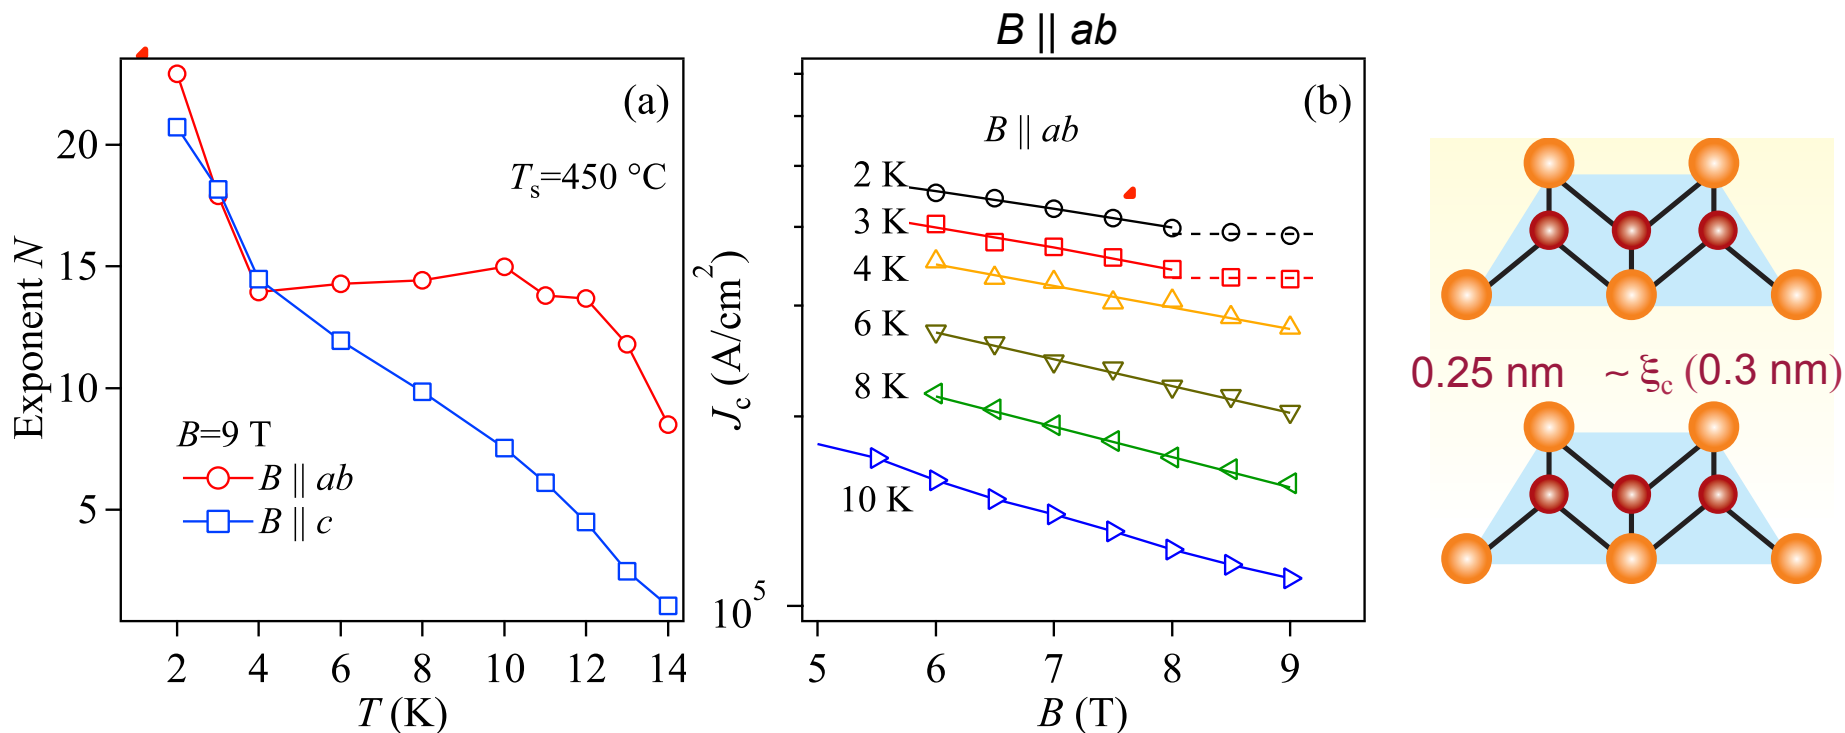 B || ab
(a)
T_s=450 °C
Exponent N
20
15
10
5
B=9 T
B || ab
B || c
2 4 6 8 10 12 14
T (K)
(b)
B || ab
J_c (A/cm^2)
10^5
2 K
3 K
4 K
6 K
8 K
10 K
5 6 7 8 9
B (T)
0.25 nm ~ ξ_c (0.3 nm)